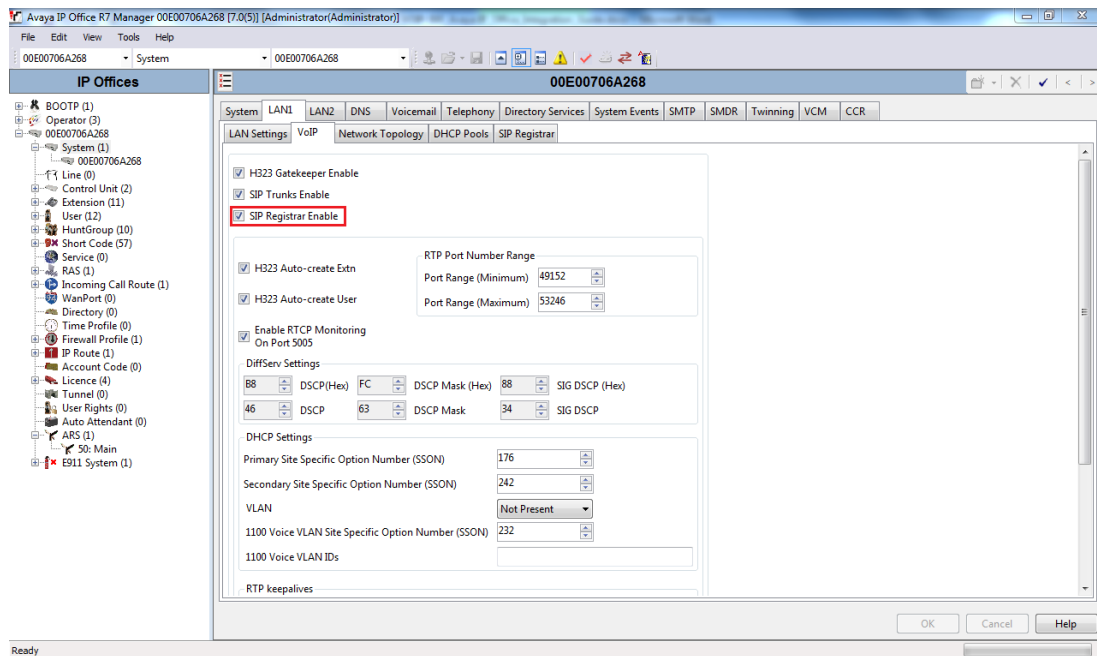 Avaya IP Office R7 Manager 00E00706A268 [7.0(5)] [Administrator(Administrator)]
File Edit View Tools Help
00E00706A268 System 00E00706A268
IP Offices
BOOTP (1)
Operator (3)
00E00706A268
System (1)
00E00706A268
Line (0)
Control Unit (2)
Extension (11)
User (12)
HuntGroup (10)
Short Code (57)
Service (0)
RAS (1)
Incoming Call Route (1)
WanPort (0)
Directory (0)
Time Profile (0)
Firewall Profile (1)
IP Route (1)
Account Code (0)
Licence (4)
Tunnel (0)
User Rights (0)
Auto Attendant (0)
ARS (1)
50: Main
E911 System (1)
00E00706A268
System LAN1 LAN2 DNS Voicemail Telephony Directory Services System Events SMTP SMDR Twinning VCM CCR
LAN Settings VoIP Network Topology DHCP Pools SIP Registrar
H323 Gatekeeper Enable
SIP Trunks Enable
SIP Registrar Enable
H323 Auto-create Extn
H323 Auto-create User
Enable RTCP Monitoring
On Port 5005
RTP Port Number Range
Port Range (Minimum) 49152
Port Range (Maximum) 53246
DiffServ Settings
B8 DSCP(Hex) FC DSCP Mask (Hex) 88 SIG DSCP (Hex)
46 DSCP 63 DSCP Mask 34 SIG DSCP
DHCP Settings
Primary Site Specific Option Number (SSON) 176
Secondary Site Specific Option Number (SSON) 242
VLAN Not Present
1100 Voice VLAN Site Specific Option Number (SSON) 232
1100 Voice VLAN IDs
RTP keepalives
OK Cancel Help
Ready